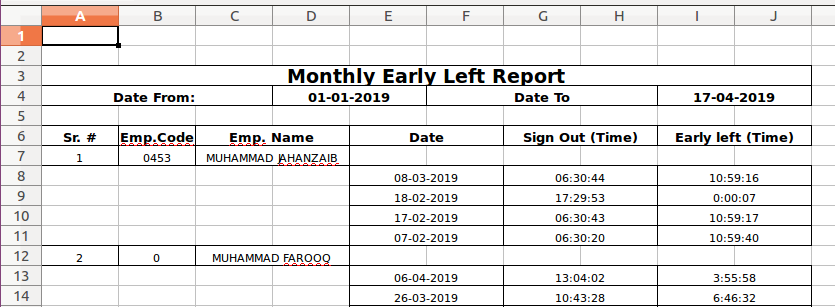 A B C D E F G H I J
1
2
3 Monthly Early Left Report
4 Date From: 01-01-2019 Date To 17-04-2019
5
6 Sr. # Emp.Code Emp. Name Date Sign Out (Time) Early left (Time)
7 1 0453 MUHAMMAD JAHANZAIB
8 08-03-2019 06:30:44 10:59:16
9 18-02-2019 17:29:53 0:00:07
10 17-02-2019 06:30:43 10:59:17
11 07-02-2019 06:30:20 10:59:40
12 2 0 MUHAMMAD FAROOQ
13 06-04-2019 13:04:02 3:55:58
14 26-03-2019 10:43:28 6:46:32